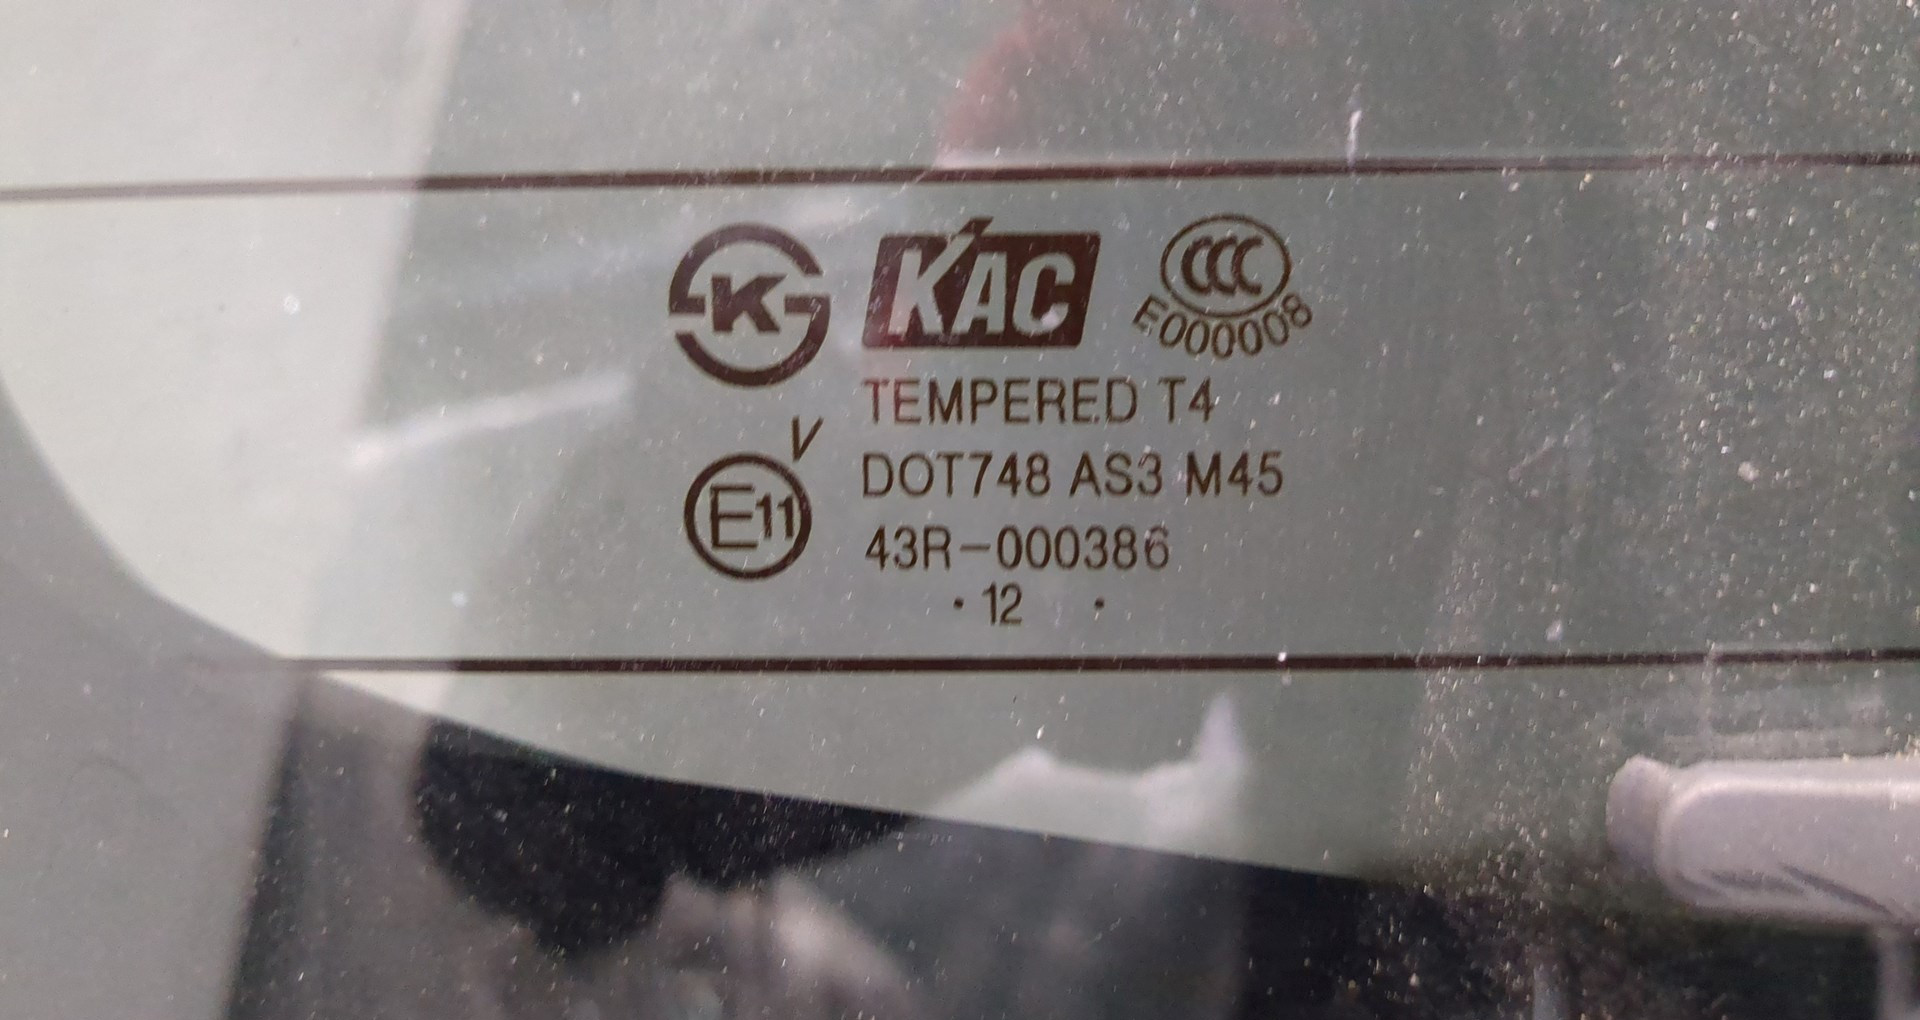 K KAC CCC
E000008
TEMPERED T4
V
DOT748 AS3 M45
E11
43R-000386
· 12 ·